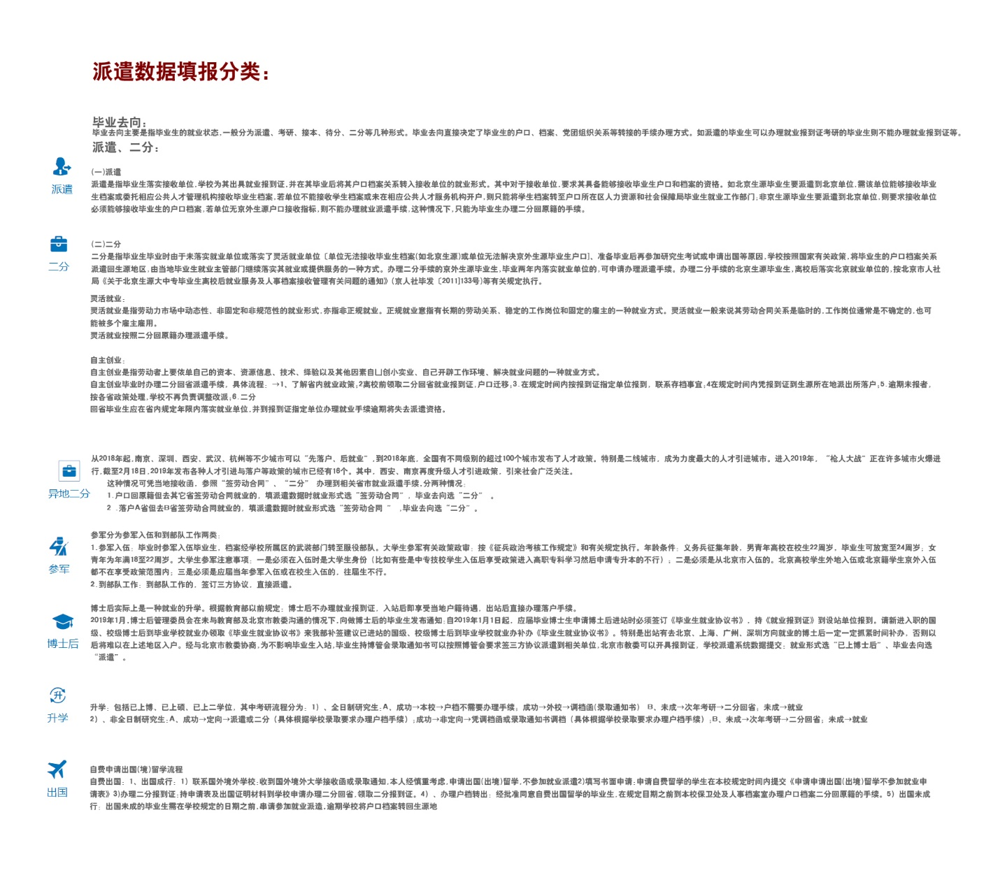 派遣数据填报分类：
毕业去向：
毕业去向主要是指毕业生的就业状态,一般分为派遣、考研、接本、待分、二分等几种形式。毕业去向直接决定了毕业生的户口、档案、党团组织关系等转接的手续办理方式。如派遣的毕业生可以办理就业报到证考研的毕业生则不能办理就业报到证等。
派遣、二分：
派遣
(一)派遣
派遣是指毕业生落实接收单位,学校为其出具就业报到证,并在其毕业后将其户口档案关系转入接收单位的就业形式。其中对于接收单位,要求其具备能够接收毕业生户口和档案的资格。如北京生源毕业生要派遣到北京单位,需该单位能够接收毕业
生档案或委托相应公共人才管理机构接收毕业生档案,若单位不能接收学生档案或未在相应公共人才服务机构开户,则只能将学生档案转至户口所在区人力资源和社会保障局毕业生就业工作部门;非京生源毕业生要派遣到北京单位,则要求接收单位
必须能够接收毕业生的户口档案,若单位无京外生源户口接收指标,则不能办理就业派遣手续,这种情况下,只能为毕业生办理二分回原籍的手续。
二分
(二)二分
二分是指毕业生毕业时由于未落实就业单位或落实了灵活就业单位〔单位无法接收毕业生档案(如北京生源)或单位无法解决京外生源毕业生户口]、准备毕业后再参加研究生考试或申请出国等原因,学校按照国家有关政策,将毕业生的户口档案关系
派遣回生源地区,由当地毕业生就业主管部门继续落实其就业或提供服务的一种方式。办理二分手续的京外生源毕业生,毕业两年内落实就业单位的,可申请办理派遣手续。办理二分手续的北京生源毕业生,离校后落实北京就业单位的,按北京市人社
局《关于北京生源大中专毕业生离校后就业服务及人事档案接收管理有关问题的通知》(京人社毕发〔2011]133号)等有关规定执行。
灵活就业:
灵活就业是指劳动力市场中动态性、非固定和非规范性的就业形式,亦指非正规就业。正规就业意指有长期的劳动关系、稳定的工作岗位和固定的雇主的一种就业方式。灵活就业一般来说其劳动合同关系是临时的,工作岗位通常是不确定的,也可
能被多个雇主雇用。
灵活就业按照二分回原籍办理派遣手续。
自主创业:
自主创业是指劳动者上要依单自己的资本、资源信息、技术、绎验以及其他因素自凵创小实业、自己开辟工作环境、解决就业问题的一种就业方式。
自主创业毕业时办理二分回省派遣手续，具体流程：→1、了解省内就业政策;2离校前领取二分回省就业报到证,户口迁移;3.在规定时间内按报到证指定单位报到，联系存档事宜;4在规定时间内凭报到证到生源所在地派出所落户;5.逾期未报者,
按各省政策处理,学校不再负责调整改派;6.二分
回省毕业生应在省内规定年限内落实就业单位,并到报到证指定单位办理就业手续逾期将失去派遣资格。
异地二分
从2018年起,南京、深圳、西安、武汉、杭州等不少城市可以“先落户、后就业”,到2018年底，全国有不同级别的超过100个城市发布了人才政策。特别是二线城市，成为力度最大的人才引进城市。进入2019年，“枪人大战”正在许多城市火爆进
行,截至2月18日,2019年发布各种人才引进与落户等政策的城市已经有16个。其中，西安、南京再度升级人才引进政策，引来社会广泛关注。
这种情况可凭当地接收函，参照“签劳动合同”、“二分” 办理到相关省市就业派遣手续,分两种情况:
1.户口回原籍但去其它省签劳动合同就业的，填派遣数据时就业形式选“签劳动合同”，毕业去向选“二分” 。
2 .落户A省但去B省签劳动合同就业的，填派遣数据时就业形式选“签劳动合同 ” ,毕业去向选“二分”。
参军
参军分为参军入伍和到部队工作两类:
1.参军入伍：毕业时参军入伍毕业生，档案经学校所属区的武装部门转至服役部队。大学生参军有关政策政审：按《征兵政治考核工作规定》和有关规定执行。年龄条件：义务兵征集年龄，男青年高校在校生22周岁，毕业生可放宽至24周岁；女
青年为年满18至22周岁。大学生参军注意事项：一是必须在入伍时是大学生身份（比如有些是中专技校学生入伍后享受政策进入高职专科学习然后申请专升本的不行）；二是必须是从北京市入伍的。北京高校学生外地入伍或北京籍学生京外入伍
都不在享受政策范围内；三是必须是应届当年参军入伍或在校生入伍的，往届生不行。
2.到部队工作：到部队工作的，签订三方协议，直接派遣。
博士后
博士后实际上是一种就业的升学。根据教育部以前规定：博士后不办理就业报到证，入站后即享受当地户籍待遇，出站后直接办理落户手续。
2019年1月,博士后管理委员会在未与教育部及北京市教委沟通的情况下,向做博士后的毕业生发布通知:自2019年1月1日起，应届毕业博士生申请博士后进站时必须签订《毕业生就业协议书》，持《就业报到证》到设站单位报到。请新进入职的国
级、校级博士后到毕业学校就业办领取《毕业生就业协议书》来我部补签建议已进站的国级、校级博士后到毕业学校就业办补办《毕业生就业协议书》。特别是出站有去北京、上海、广州、深圳方向就业的博士后一定一定抓紧时间补办，否则以
后将难以在上述地区入户。经与北京市教委协商,为不影响毕业生入站,毕业生持博管会录取通知书可以按照博管会要求签三方协议派遣到相关单位,北京市教委可以开具报到证，学校派遣系统数据提交：就业形式选“已上博士后”、毕业去向选
“派遣”。
升
升学
升学：包括已上博、已上硕、已上二学位，其中考研流程分为：1）、全日制研究生:A、成功→本校→户档不需要办理手续；成功→外校→调档函(录取通知书） B、未成→次年考研→二分回省；未成→就业
2）、非全日制研究生:A、成功→定向→派遣或二分（具体根据学校录取要求办理户档手续）;成功→非定向→凭调档函或录取通知书调档（具体根据学校录取要求办理户档手续）;B、未成→次年考研→二分回省；未成→就业
出国
自费申请出国(境)留学流程
自费出国：1、出国成行：1）联系国外境外学校:收到国外境外大学接收函或录取通知,本人经慎重考虑,申请出国(出境)留学,不参加就业派遣2)填写书面申请:申请自费留学的学生在本校规定时间内提交《申请申请出国(出境)留学不参加就业申
请表》3)办理二分报到证:持申请表及出国证明材料到学校申请办理二分回省,领取二分报到证。4）、办理户档转出：经批准同意自费出国留学的毕业生,在规定目期之前到本校保卫处及人事档案室办理户口档案二分回原籍的手续。5）出国未成
行：出国未成的毕业生需在学校规定的日期之前,串请参加就业派造,逾期学校将户口档案转回生源地